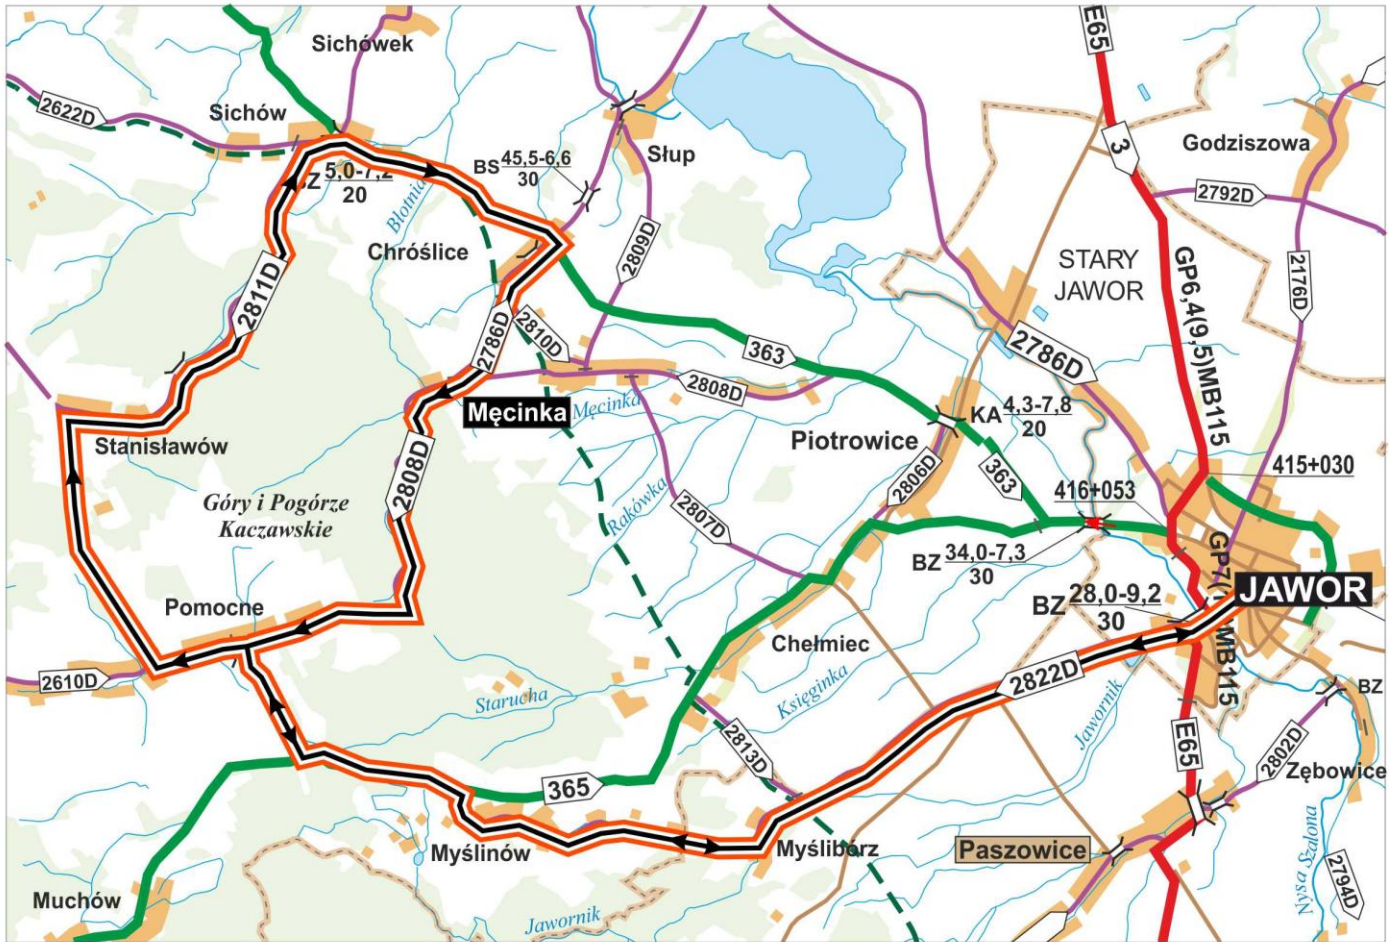 Sichówek
E65
2622D
Sichów
3
Godziszowa
Słup
BS 45,5-6,6
30
BZ 5,0-7,2
20
Błotnia
2792D
Chróślice
2809D
STARY
JAWOR
2811D
2786D
2810D
363
2786D
GP6,4(9,5)MB115
2176D
2808D
Męcinka
Męcinka
KA 4,3-7,8
20
Stanisławów
Piotrowice
2808D
415+030
Góry i Pogórze
Kaczawskie
Rakówka
2806D
363
416+053
2807D
BZ 34,0-7,3
30
GP7(
MB115
JAWOR
BZ 28,0-9,2
30
Pomocne
Chełmiec
2610D
Starucha
Księginka
2822D
Jawornik
BZ
2813D
E65
2802D
Zębowice
365
Myślinów
Myślibórz
Paszowice
Nysa Szalona
2794D
Muchów
Jawornik